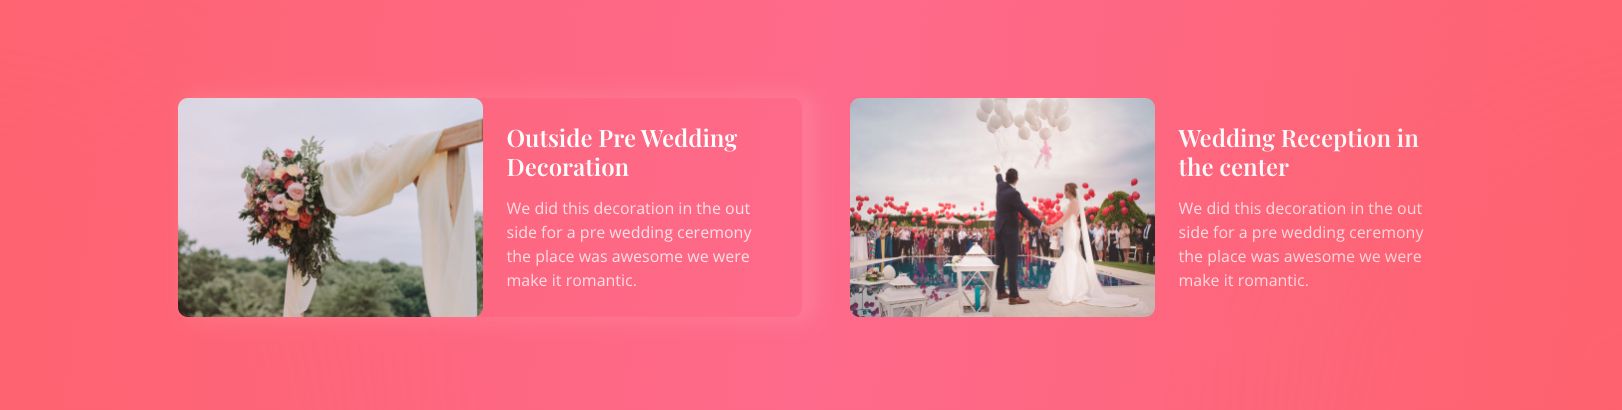 Outside Pre Wedding
Decoration
We did this decoration in the out
side for a pre wedding ceremony
the place was awesome we were
make it romantic.
Wedding Reception in
the center
We did this decoration in the out
side for a pre wedding ceremony
the place was awesome we were
make it romantic.